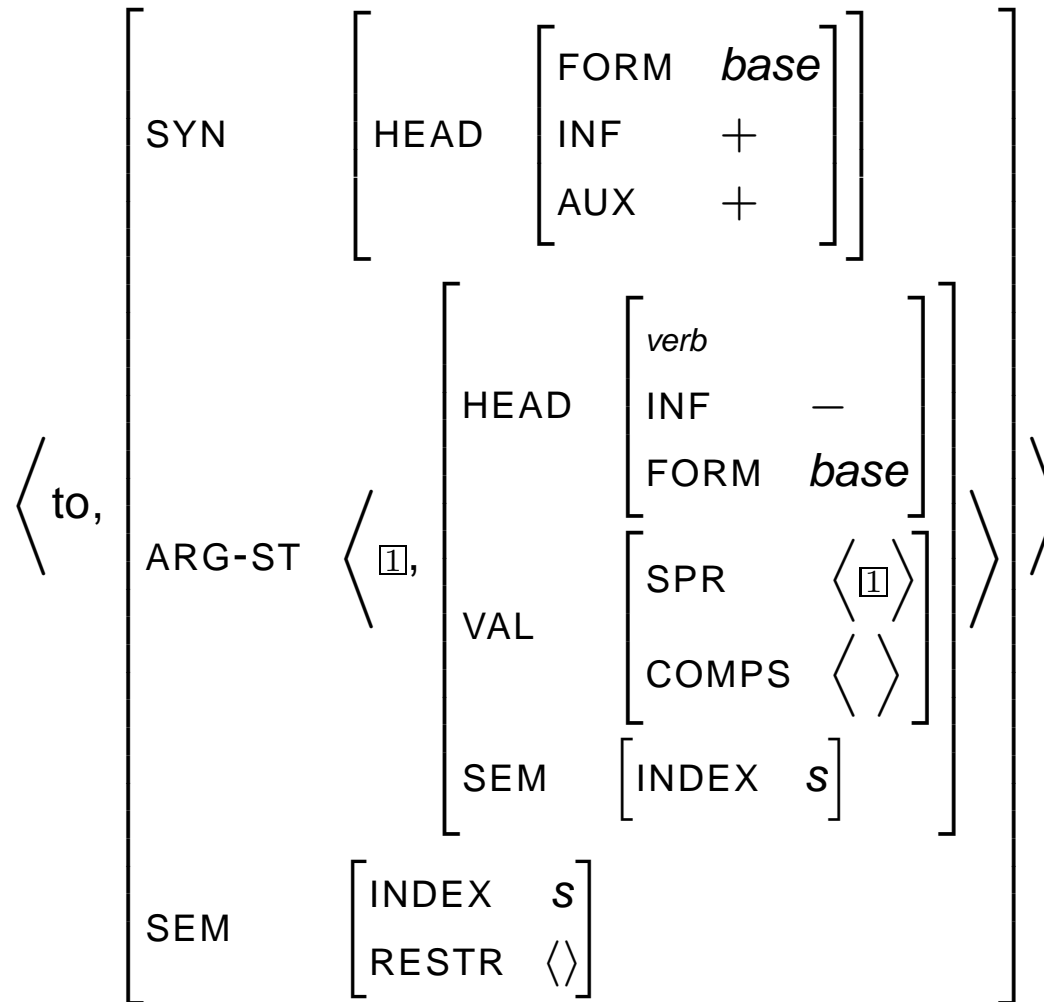 FORM base
SYN HEAD INF +
AUX +
verb
HEAD INF −
FORM base
⟨ to, ARG-ST ⟨ 1, SPR ⟨ 1 ⟩ ⟩ ⟩
VAL
COMPS ⟨ ⟩
SEM [INDEX s]
INDEX s
SEM
RESTR ⟨⟩